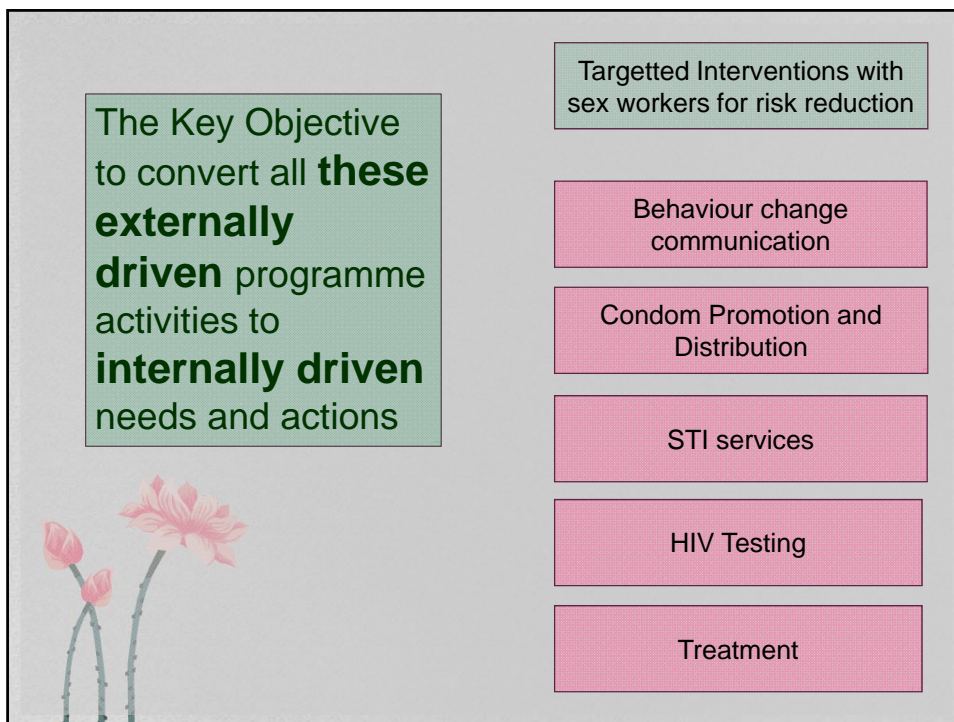 The Key Objective
to convert all these
externally
driven programme
activities to
internally driven
needs and actions
Targetted Interventions with
sex workers for risk reduction
Behaviour change
communication
Condom Promotion and
Distribution
STI services
HIV Testing
Treatment